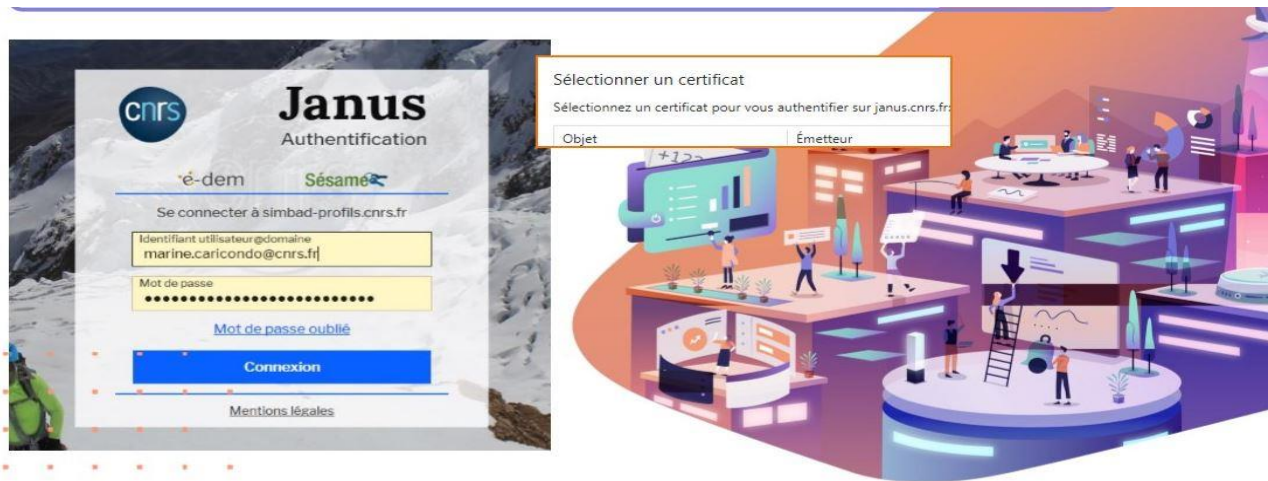 cnrs
Janus
Authentification
é-dem
Sésame
Se connecter à simbad-profils.cnrs.fr
Identifiant utilisateur@domaine
marine.caricondo@cnrs.fr
Mot de passe
•••••••••••••••••••••••••••
Mot de passe oublié
Connexion
Mentions légales
Sélectionner un certificat
Sélectionnez un certificat pour vous authentifier sur janus.cnrs.fr:
Objet
Émetteur